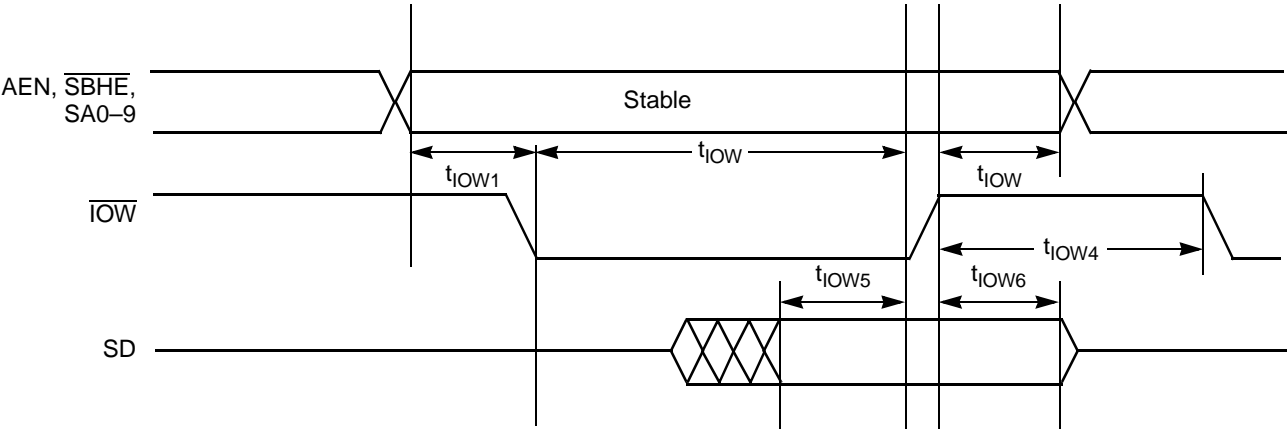 AEN, SBHE,
SA0–9
Stable
tIOW1
tIOW
tIOW
IOW
tIOW4
tIOW5
tIOW6
SD